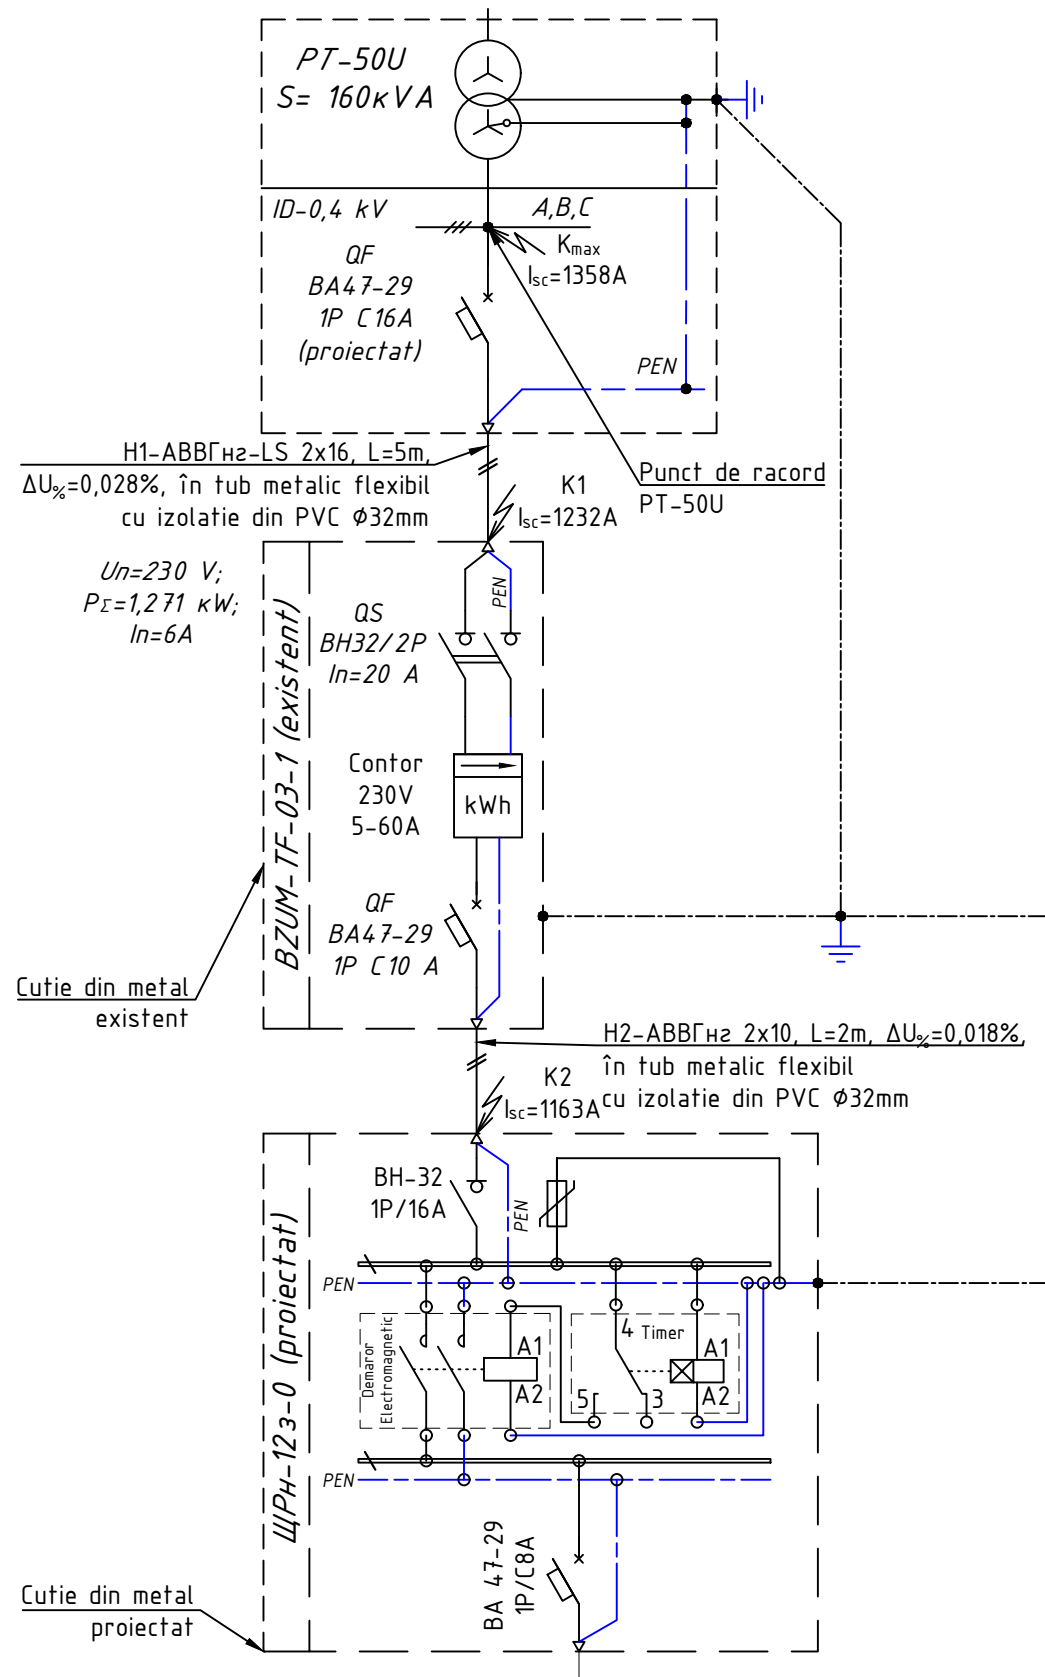 PT-50U
S= 160кVA
ID-0,4 kV
A,B,C
Kmax
Isc=1358A
QF
BA47-29
1P C16A
(proiectat)
PEN
H1-АВВГнг-LS 2x16, L=5m,
ΔU%=0,028%, în tub metalic flexibil
cu izolatie din PVC Ø32mm
Punct de racord
PT-50U
K1
Isc=1232A
Un=230 V;
PΣ=1,271 кW;
In=6A
PEN
QS
BH32/2P
In=20 A
BZUM-TF-03-1 (existent)
Contor
230V
5-60A
kWh
QF
BA47-29
1P C10 A
Cutie din metal
existent
H2-АВВГнг 2x10, L=2m, ΔU%=0,018%,
în tub metalic flexibil
cu izolatie din PVC Ø32mm
K2
Isc=1163A
BH-32
1P/16A
PEN
ЩРн-12з-0 (proiectat)
PEN
Demaror
Electromagnetic
A1
A2
4 Timer
5
3
A1
A2
PEN
BA 47-29
1P/C8A
Cutie din metal
proiectat